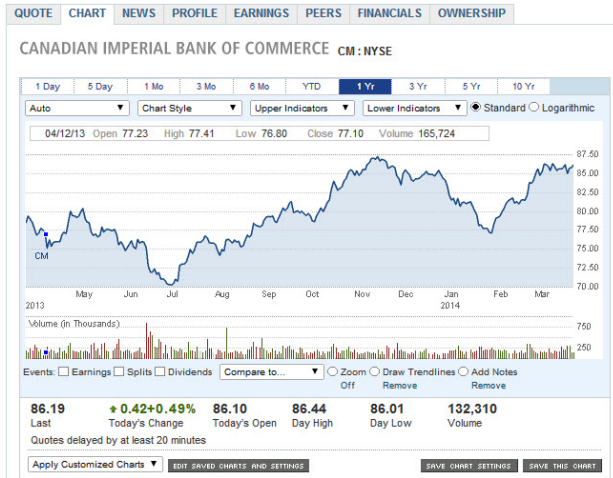 QUOTE CHART NEWS PROFILE EARNINGS PEERS FINANCIALS OWNERSHIP
CANADIAN IMPERIAL BANK OF COMMERCE CM : NYSE
1 Day 5 Day 1 Mo 3 Mo 6 Mo YTD 1 Yr 3 Yr 5 Yr 10 Yr
Auto Chart Style Upper Indicators Lower Indicators Standard Logarithmic
04/12/13 Open 77.23 High 77.41 Low 76.80 Close 77.10 Volume 165,724
87.50
85.00
82.50
80.00
77.50
75.00
72.50
70.00
CM
May Jun Jul Aug Sep Oct Nov Dec Jan Feb Mar
2013 2014
Volume (in Thousands)
750
250
Events: Earnings Splits Dividends Compare to... Zoom Draw Trendlines Add Notes
Off Remove Remove
86.19 0.42+0.49% 86.10 86.44 86.01 132,310
Last Today's Change Today's Open Day High Day Low Volume
Quotes delayed by at least 20 minutes
Apply Customized Charts EDIT SAVED CHARTS AND SETTINGS SAVE CHART SETTINGS SAVE THIS CHART